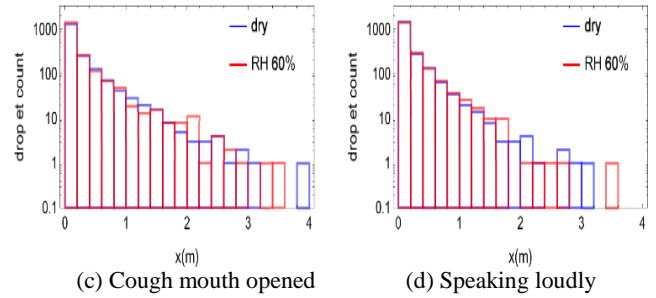 1000
100
10
1
0.1
drop et count
dry
RH 60%
0 1 2 3 4
x(m)
(c) Cough mouth opened
1000
100
10
1
0.1
drop et count
dry
RH 60%
0 1 2 3 4
x(m)
(d) Speaking loudly